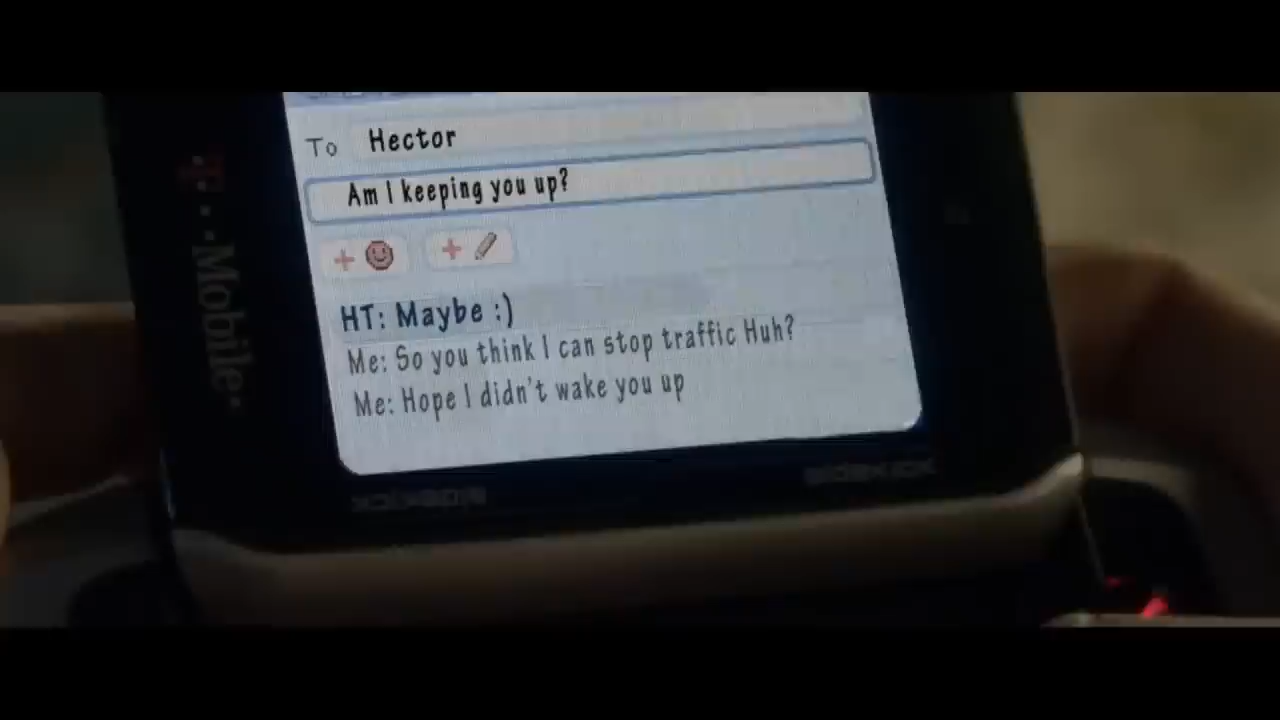 To Hector
Am I keeping you up?
HT: Maybe :)
Me: So you think I can stop traffic Huh?
Me: Hope I didn't wake you up
T··Mobile·
SIDEKICK